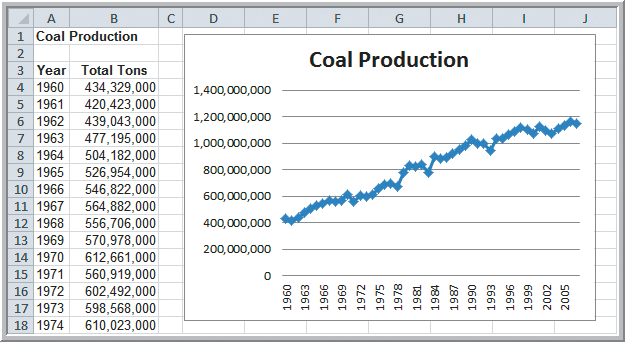 A B C D E F G H I J
1 Coal Production
2
3 Year Total Tons
4 1960 434,329,000
5 1961 420,423,000
6 1962 439,043,000
7 1963 477,195,000
8 1964 504,182,000
9 1965 526,954,000
10 1966 546,822,000
11 1967 564,882,000
12 1968 556,706,000
13 1969 570,978,000
14 1970 612,661,000
15 1971 560,919,000
16 1972 602,492,000
17 1973 598,568,000
18 1974 610,023,000
Coal Production
1,400,000,000
1,200,000,000
1,000,000,000
800,000,000
600,000,000
400,000,000
200,000,000
0
1960 1963 1966 1969 1972 1975 1978 1981 1984 1987 1990 1993 1996 1999 2002 2005